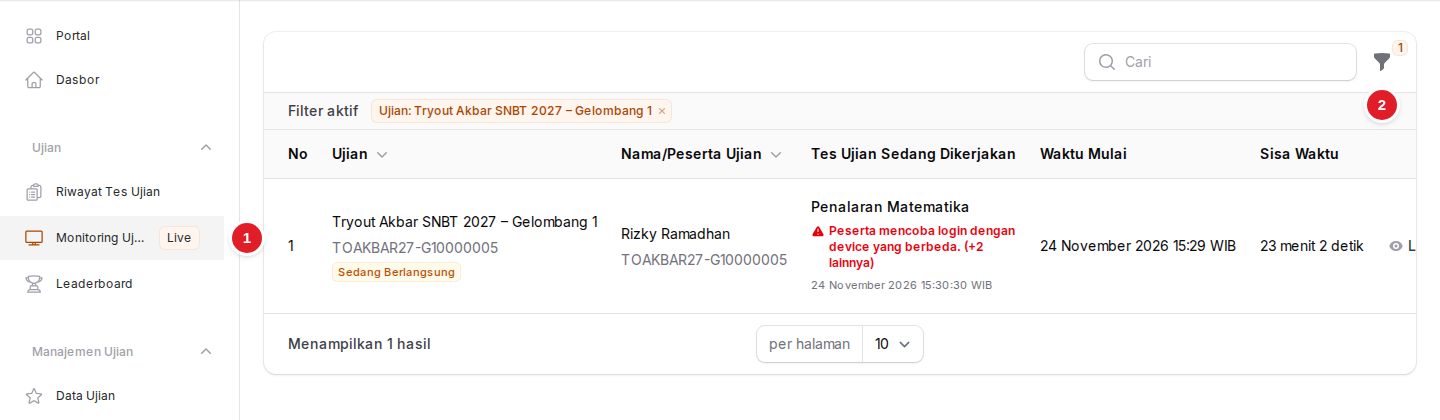 Portal
Dasbor
Ujian
Riwayat Tes Ujian
Monitoring Uj...
Live
Leaderboard
Manajemen Ujian
Data Ujian
1
Cari
1
Filter aktif
Ujian: Tryout Akbar SNBT 2027 – Gelombang 1 ×
2
No
Ujian
Nama/Peserta Ujian
Tes Ujian Sedang Dikerjakan
Waktu Mulai
Sisa Waktu
1
Tryout Akbar SNBT 2027 – Gelombang 1
TOAKBAR27-G10000005
Sedang Berlangsung
Rizky Ramadhan
TOAKBAR27-G10000005
Penalaran Matematika
Peserta mencoba login dengan
device yang berbeda. (+2
lainnya)
24 November 2026 15:30:30 WIB
24 November 2026 15:29 WIB
23 menit 2 detik
L
Menampilkan 1 hasil
per halaman
10